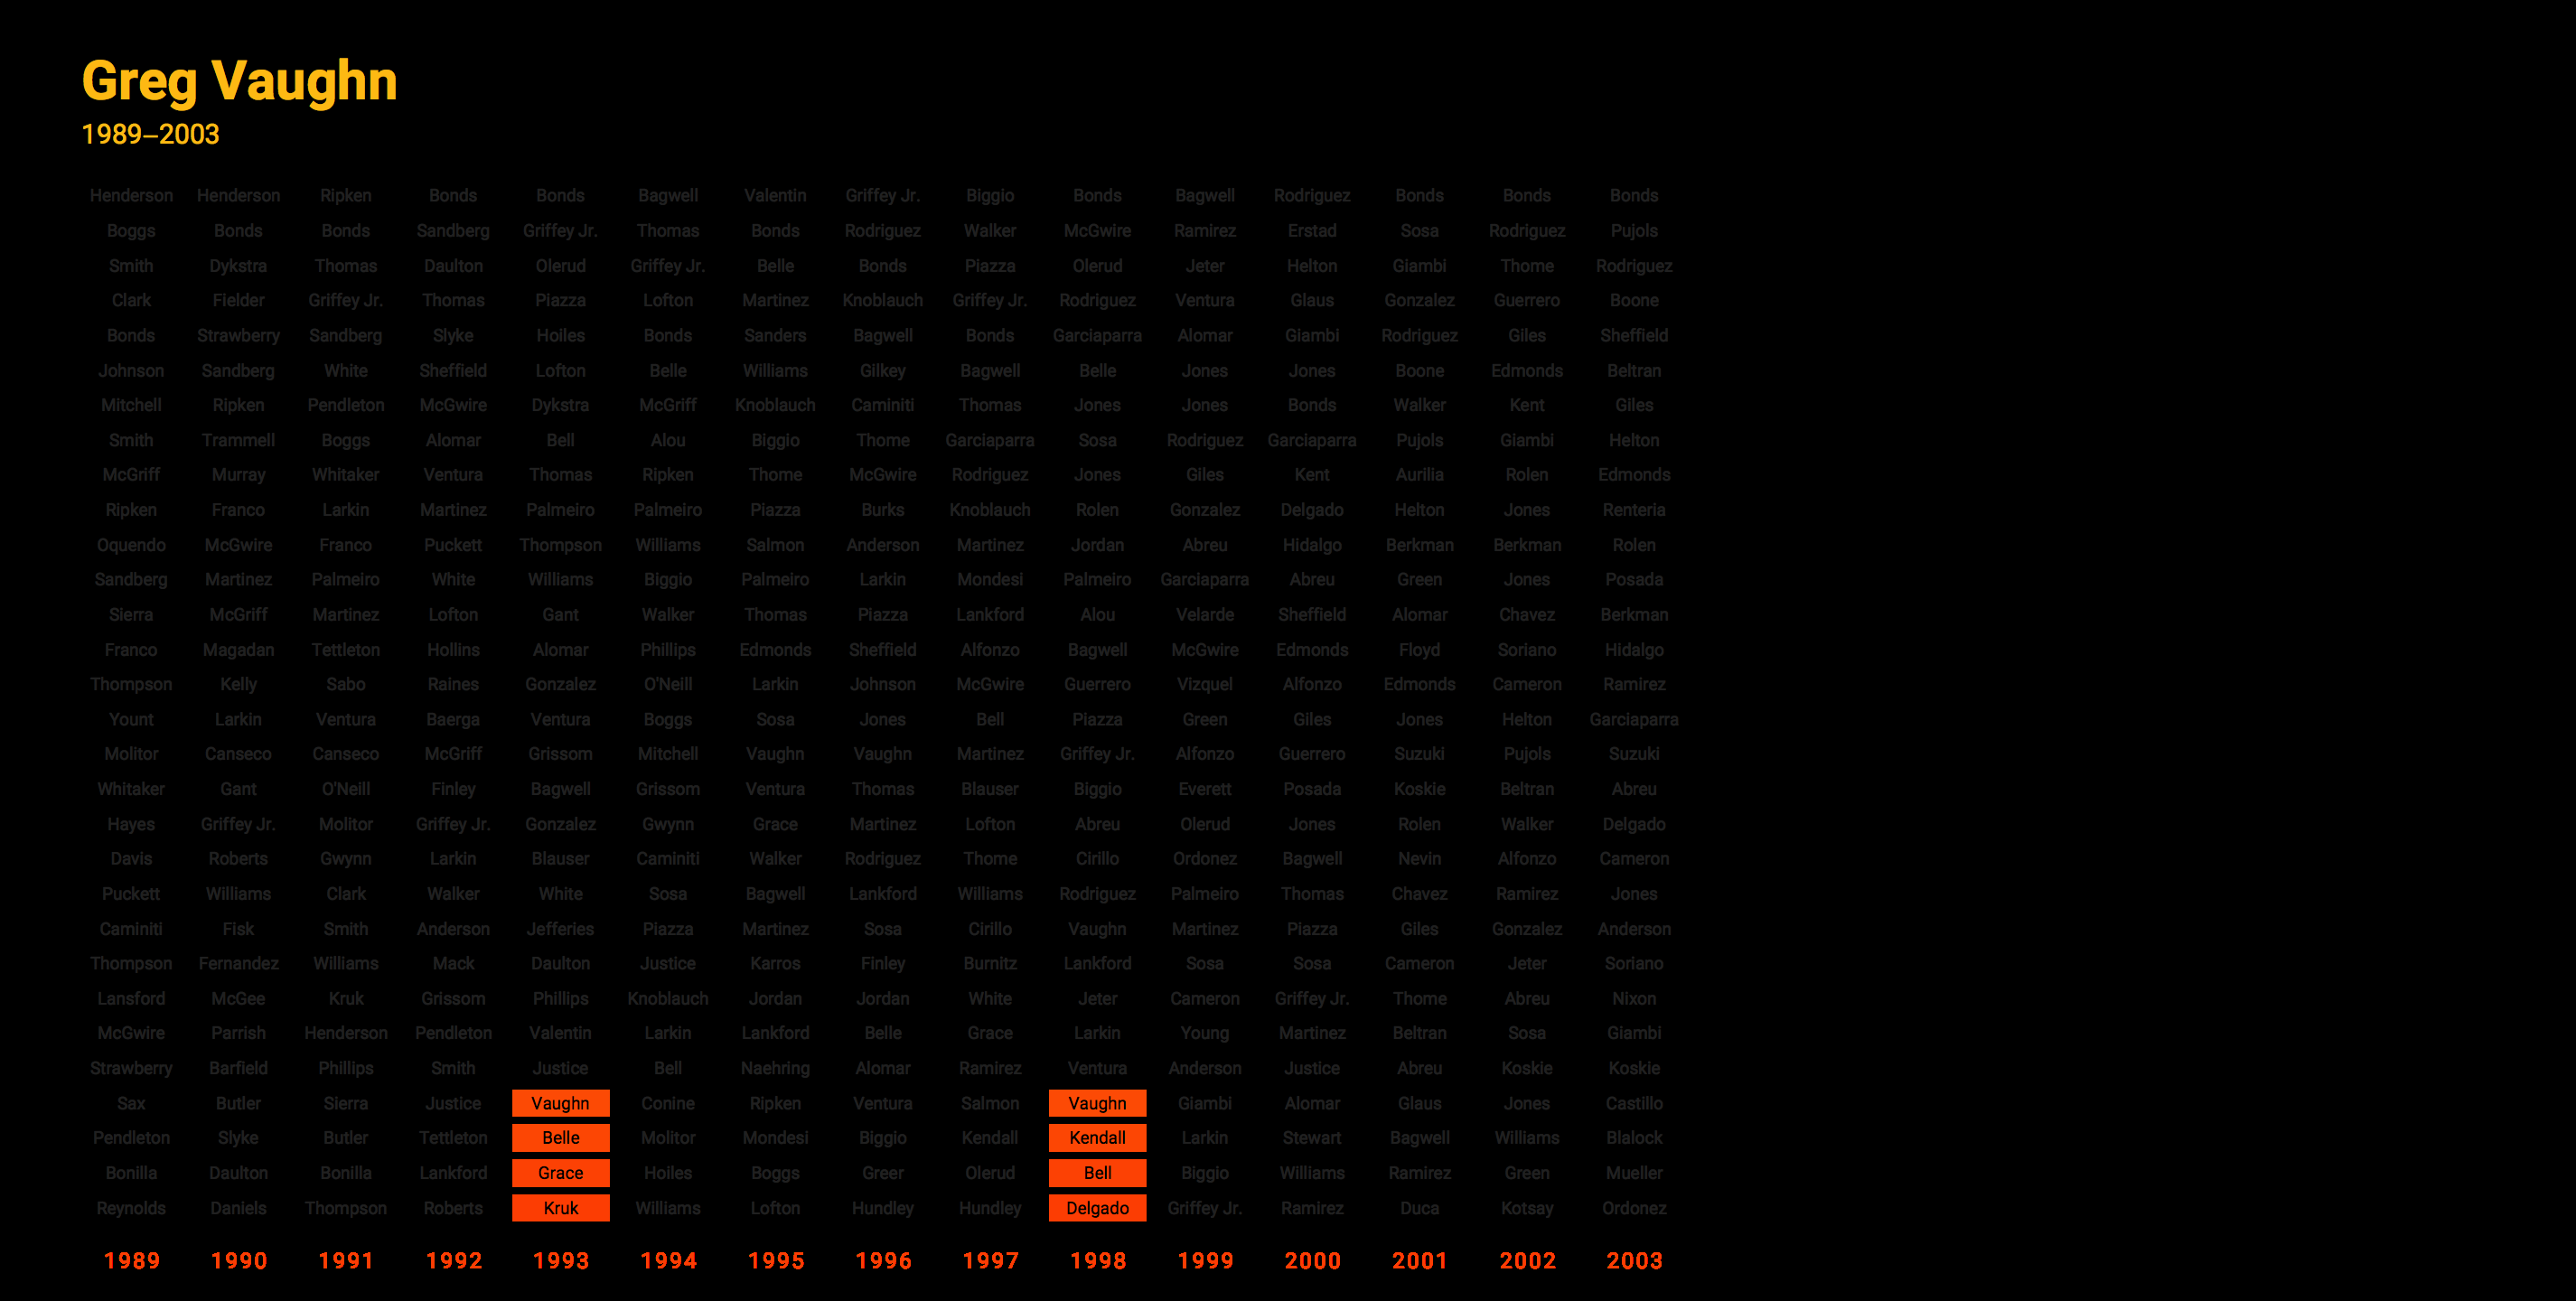 Greg Vaughn
1989–2003
Henderson Henderson Ripken Bonds Bonds Bagwell Valentin Griffey Jr. Biggio Bonds Bagwell Rodriguez Bonds Bonds Bonds
Boggs Bonds Bonds Sandberg Griffey Jr. Thomas Bonds Rodriguez Walker McGwire Ramirez Erstad Sosa Rodriguez Pujols
Smith Dykstra Thomas Daulton Olerud Griffey Jr. Belle Bonds Piazza Olerud Jeter Helton Giambi Thome Rodriguez
Clark Fielder Griffey Jr. Thomas Piazza Lofton Martinez Knoblauch Griffey Jr. Rodriguez Ventura Glaus Gonzalez Guerrero Boone
Bonds Strawberry Sandberg Slyke Hoiles Bonds Sanders Bagwell Bonds Garciaparra Alomar Giambi Rodriguez Giles Sheffield
Johnson Sandberg White Sheffield Lofton Belle Williams Gilkey Bagwell Belle Jones Jones Boone Edmonds Beltran
Mitchell Ripken Pendleton McGwire Dykstra McGriff Knoblauch Caminiti Thomas Jones Jones Bonds Walker Kent Giles
Smith Trammell Boggs Alomar Bell Alou Biggio Thome Garciaparra Sosa Rodriguez Garciaparra Pujols Giambi Helton
McGriff Murray Whitaker Ventura Thomas Ripken Thome McGwire Rodriguez Jones Giles Kent Aurilia Rolen Edmonds
Ripken Franco Larkin Martinez Palmeiro Palmeiro Piazza Burks Knoblauch Rolen Gonzalez Delgado Helton Jones Renteria
Oquendo McGwire Franco Puckett Thompson Williams Salmon Anderson Martinez Jordan Abreu Hidalgo Berkman Berkman Rolen
Sandberg Martinez Palmeiro White Williams Biggio Palmeiro Larkin Mondesi Palmeiro Garciaparra Abreu Green Jones Posada
Sierra McGriff Martinez Lofton Gant Walker Thomas Piazza Lankford Alou Velarde Sheffield Alomar Chavez Berkman
Franco Magadan Tettleton Hollins Alomar Phillips Edmonds Sheffield Alfonzo Bagwell McGwire Edmonds Floyd Soriano Hidalgo
Thompson Kelly Sabo Raines Gonzalez O'Neill Larkin Johnson McGwire Guerrero Vizquel Alfonzo Edmonds Cameron Ramirez
Yount Larkin Ventura Baerga Ventura Boggs Sosa Jones Bell Piazza Green Giles Jones Helton Garciaparra
Molitor Canseco Canseco McGriff Grissom Mitchell Vaughn Vaughn Martinez Griffey Jr. Alfonzo Guerrero Suzuki Pujols Suzuki
Whitaker Gant O'Neill Finley Bagwell Grissom Ventura Thomas Blauser Biggio Everett Posada Koskie Beltran Abreu
Hayes Griffey Jr. Molitor Griffey Jr. Gonzalez Gwynn Grace Martinez Lofton Abreu Olerud Jones Rolen Walker Delgado
Davis Roberts Gwynn Larkin Blauser Caminiti Walker Rodriguez Thome Cirillo Ordonez Bagwell Nevin Alfonzo Cameron
Puckett Williams Clark Walker White Sosa Bagwell Lankford Williams Rodriguez Palmeiro Thomas Chavez Ramirez Jones
Caminiti Fisk Smith Anderson Jefferies Piazza Martinez Sosa Cirillo Vaughn Martinez Piazza Giles Gonzalez Anderson
Thompson Fernandez Williams Mack Daulton Justice Karros Finley Burnitz Lankford Sosa Sosa Cameron Jeter Soriano
Lansford McGee Kruk Grissom Phillips Knoblauch Jordan Jordan White Jeter Cameron Griffey Jr. Thome Abreu Nixon
McGwire Parrish Henderson Pendleton Valentin Larkin Lankford Belle Grace Larkin Young Martinez Beltran Sosa Giambi
Strawberry Barfield Phillips Smith Justice Bell Naehring Alomar Ramirez Ventura Anderson Justice Abreu Koskie Koskie
Sax Butler Sierra Justice Vaughn Conine Ripken Ventura Salmon Vaughn Giambi Alomar Glaus Jones Castillo
Pendleton Slyke Butler Tettleton Belle Molitor Mondesi Biggio Kendall Kendall Larkin Stewart Bagwell Williams Blalock
Bonilla Daulton Bonilla Lankford Grace Hoiles Boggs Greer Olerud Bell Biggio Williams Ramirez Green Mueller
Reynolds Daniels Thompson Roberts Kruk Williams Lofton Hundley Hundley Delgado Griffey Jr. Ramirez Duca Kotsay Ordonez
1989 1990 1991 1992 1993 1994 1995 1996 1997 1998 1999 2000 2001 2002 2003